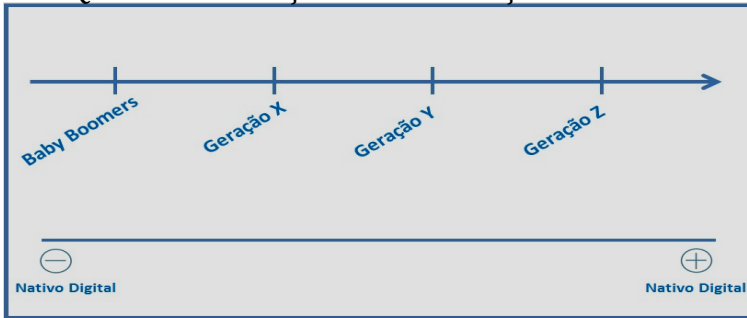 Baby Boomers
Geração X
Geração Y
Geração Z
Nativo Digital
Nativo Digital